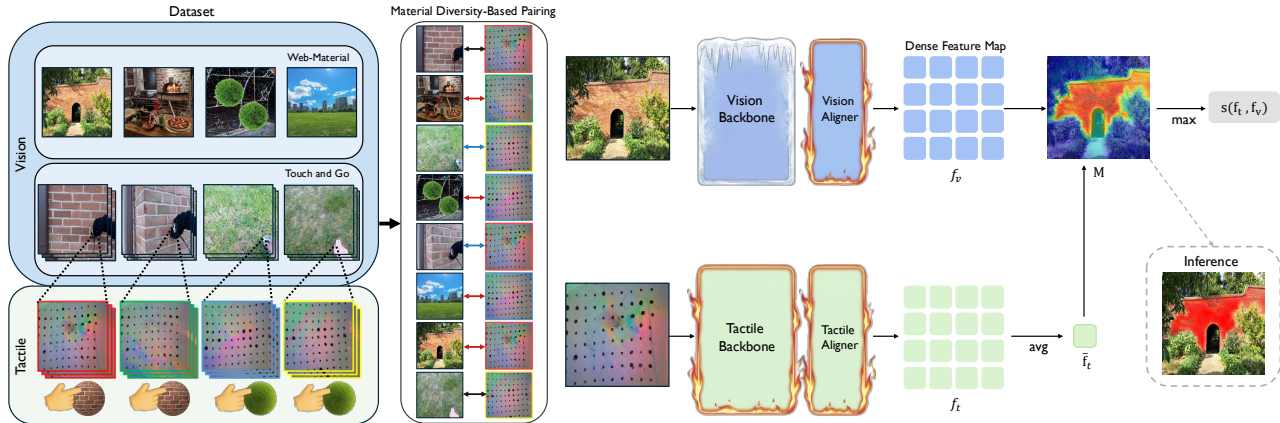 Dataset
Vision
Web-Material
Touch and Go
Tactile
Material Diversity-Based Pairing
Vision
Backbone
Vision
Aligner
Dense Feature Map
f_v
M
max
s(f_t , f_v)
Inference
Tactile
Backbone
Tactile
Aligner
f_t
avg
f̄_t